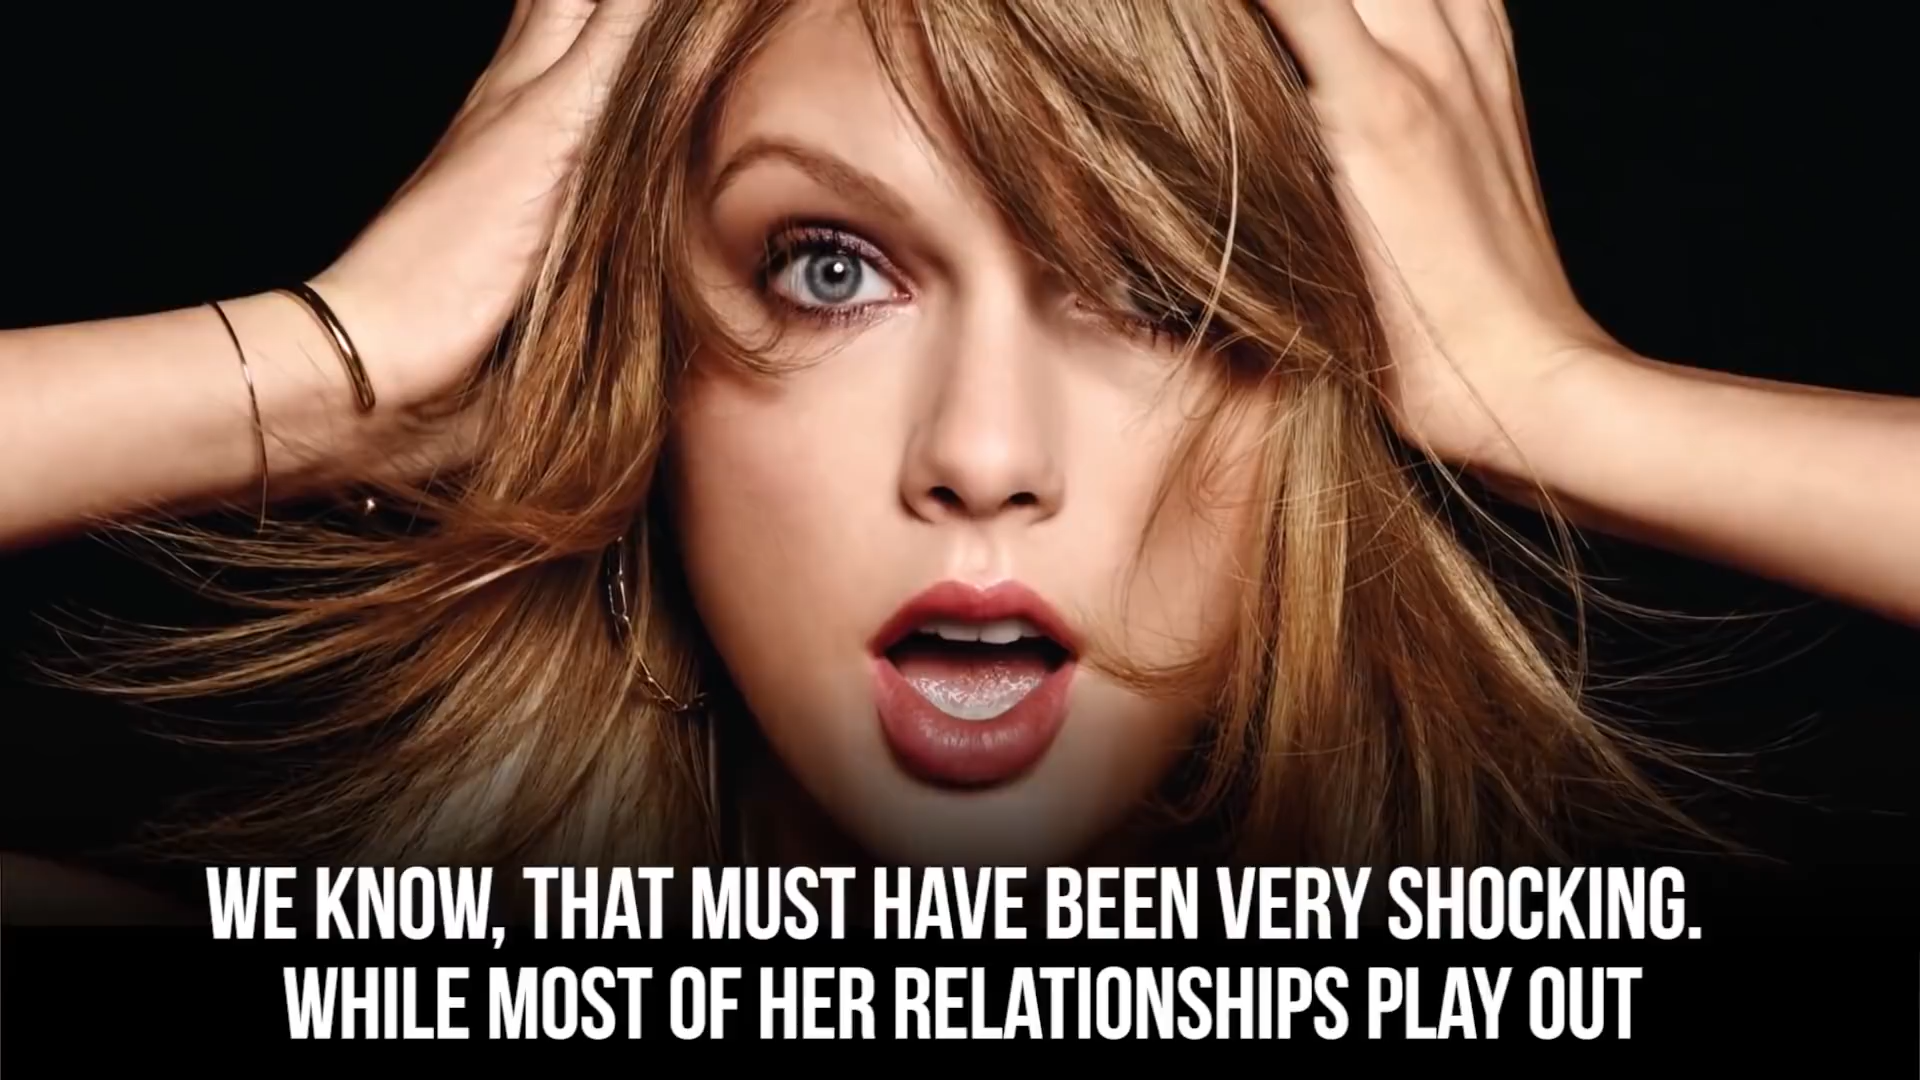 WE KNOW, THAT MUST HAVE BEEN VERY SHOCKING.
WHILE MOST OF HER RELATIONSHIPS PLAY OUT